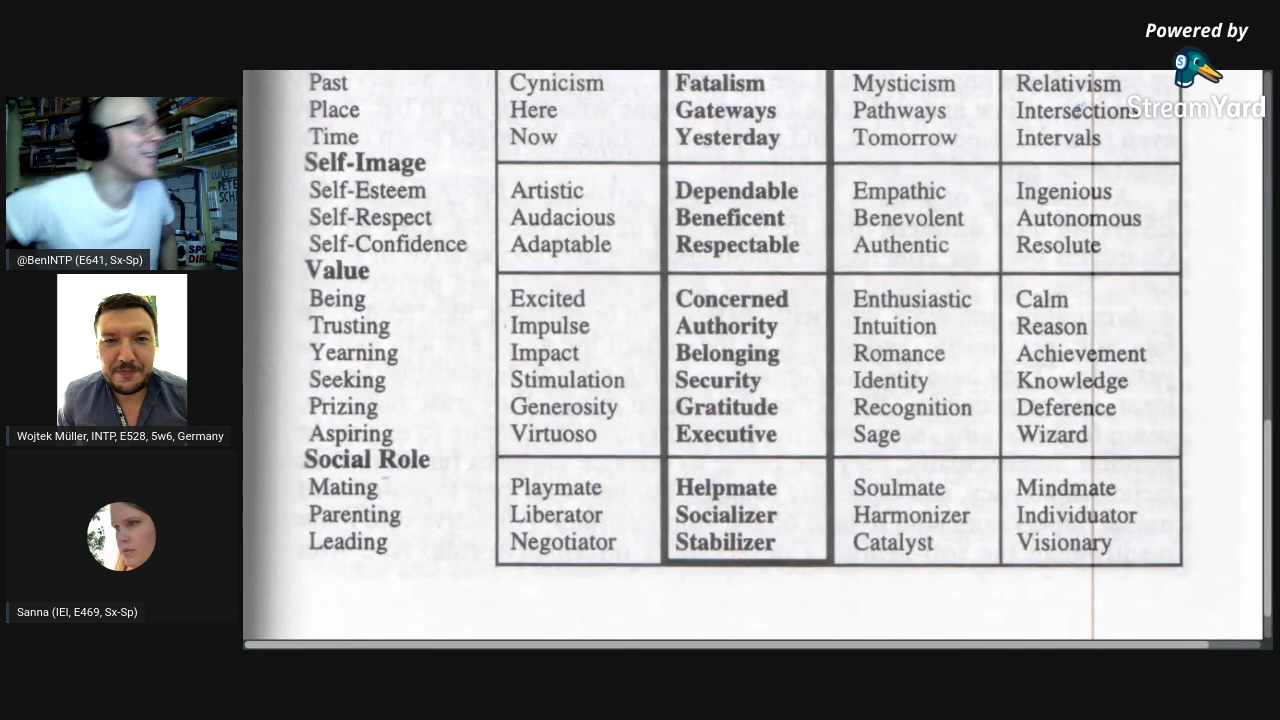 Powered by
StreamYard
Past Cynicism Fatalism Mysticism Relativism
Place Here Gateways Pathways Intersections
Time Now Yesterday Tomorrow Intervals
Self-Image
Self-Esteem Artistic Dependable Empathic Ingenious
Self-Respect Audacious Beneficent Benevolent Autonomous
Self-Confidence Adaptable Respectable Authentic Resolute
Value
Being Excited Concerned Enthusiastic Calm
Trusting Impulse Authority Intuition Reason
Yearning Impact Belonging Romance Achievement
Seeking Stimulation Security Identity Knowledge
Prizing Generosity Gratitude Recognition Deference
Aspiring Virtuoso Executive Sage Wizard
Social Role
Mating Playmate Helpmate Soulmate Mindmate
Parenting Liberator Socializer Harmonizer Individuator
Leading Negotiator Stabilizer Catalyst Visionary
@BenINTP (E641, Sx-Sp)
Wojtek Müller, INTP, E528, 5w6, Germany
Sanna (IEI, E469, Sx-Sp)